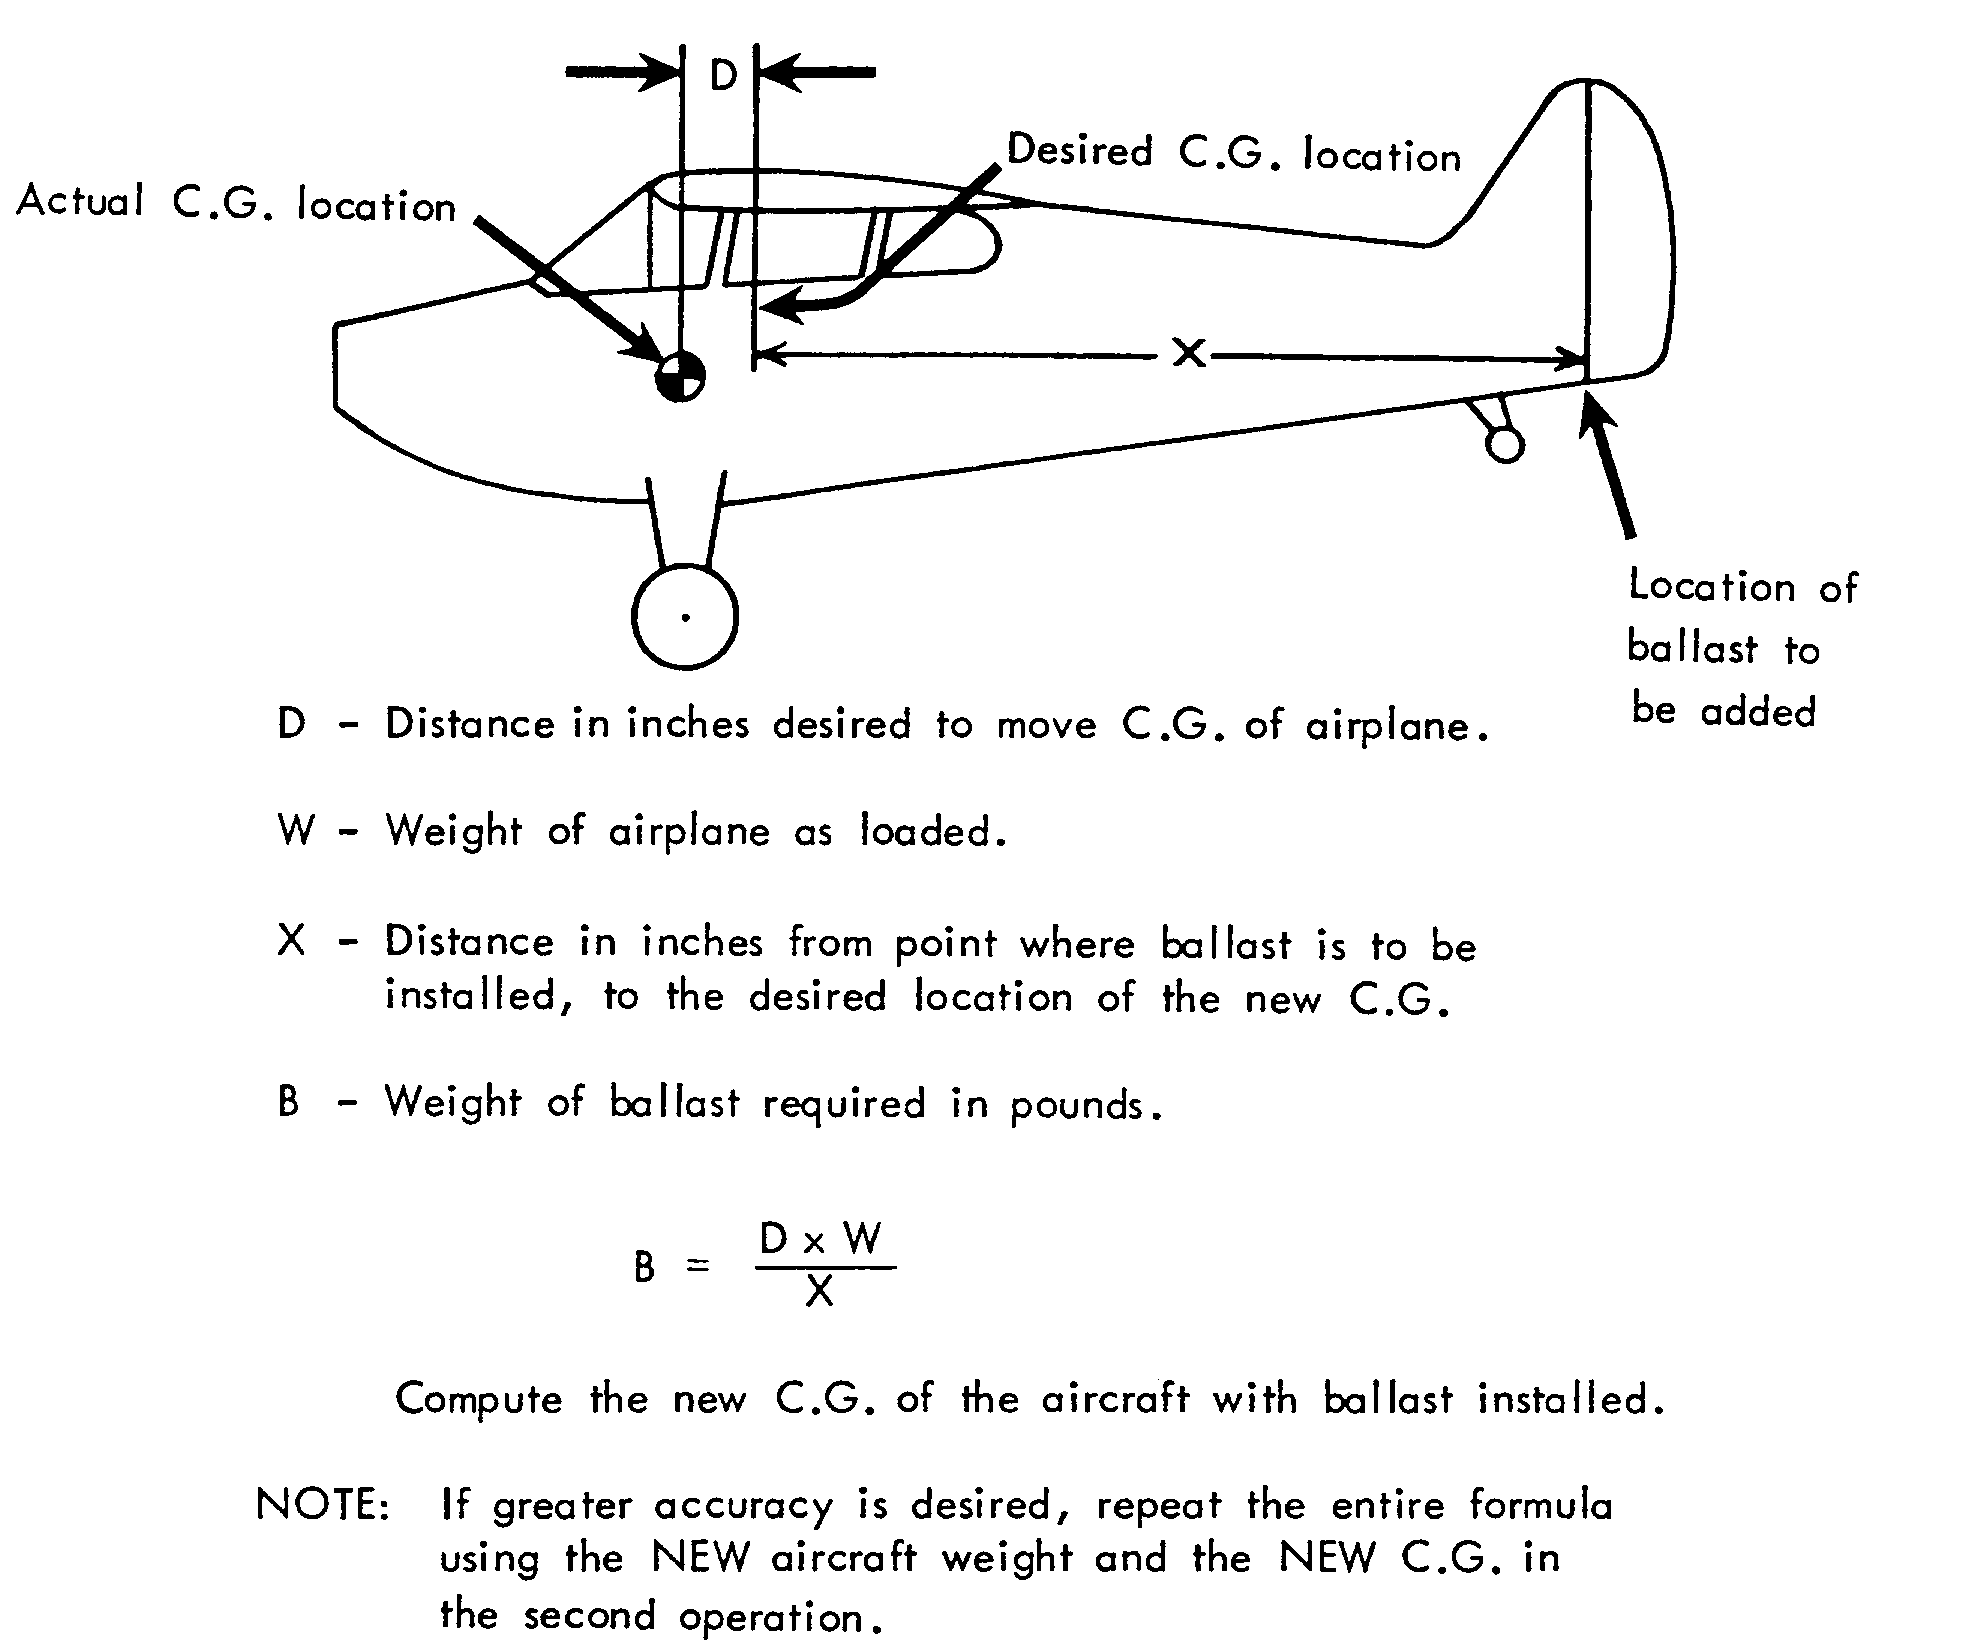 D
Desired C.G. location
Actual C.G. location
X
Location of
ballast to
be added
D - Distance in inches desired to move C.G. of airplane.
W - Weight of airplane as loaded.
X - Distance in inches from point where ballast is to be
installed, to the desired location of the new C.G.
B - Weight of ballast required in pounds.
B = D x W
X
Compute the new C.G. of the aircraft with ballast installed.
NOTE: If greater accuracy is desired, repeat the entire formula
using the NEW aircraft weight and the NEW C.G. in
the second operation.